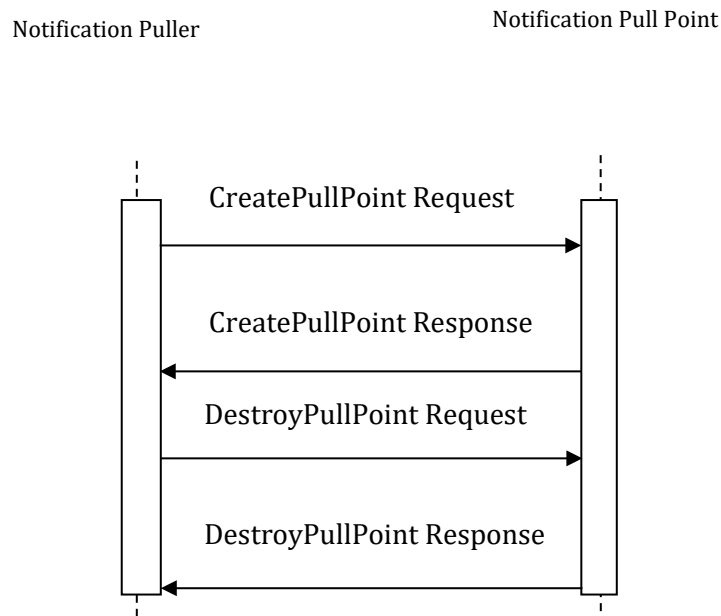 Notification Puller
Notification Pull Point
CreatePullPoint Request
CreatePullPoint Response
DestroyPullPoint Request
DestroyPullPoint Response